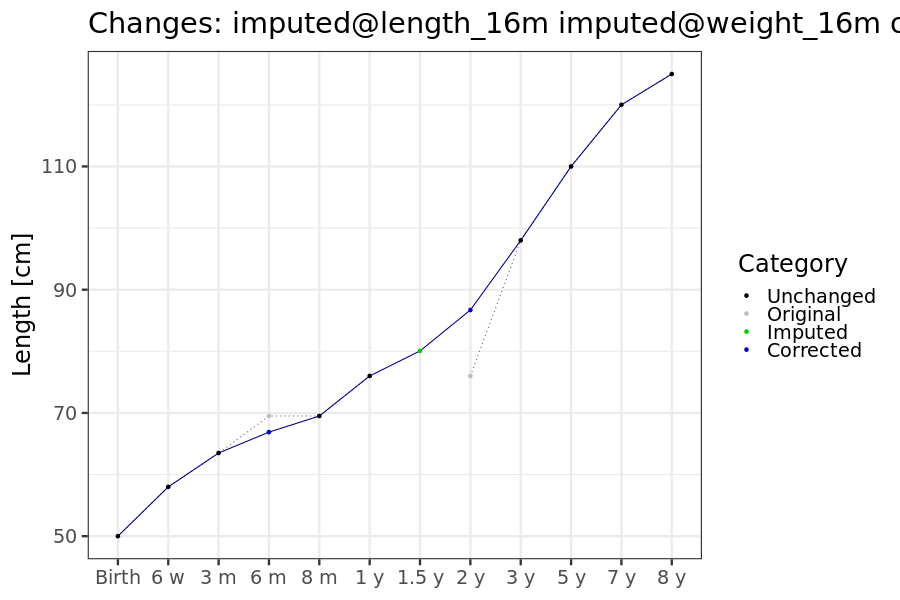 Changes: imputed@length_16m imputed@weight_16m
Length [cm]
110
90
70
50
Birth 6 w 3 m 6 m 8 m 1 y 1.5 y 2 y 3 y 5 y 7 y 8 y
Category
Unchanged
Original
Imputed
Corrected